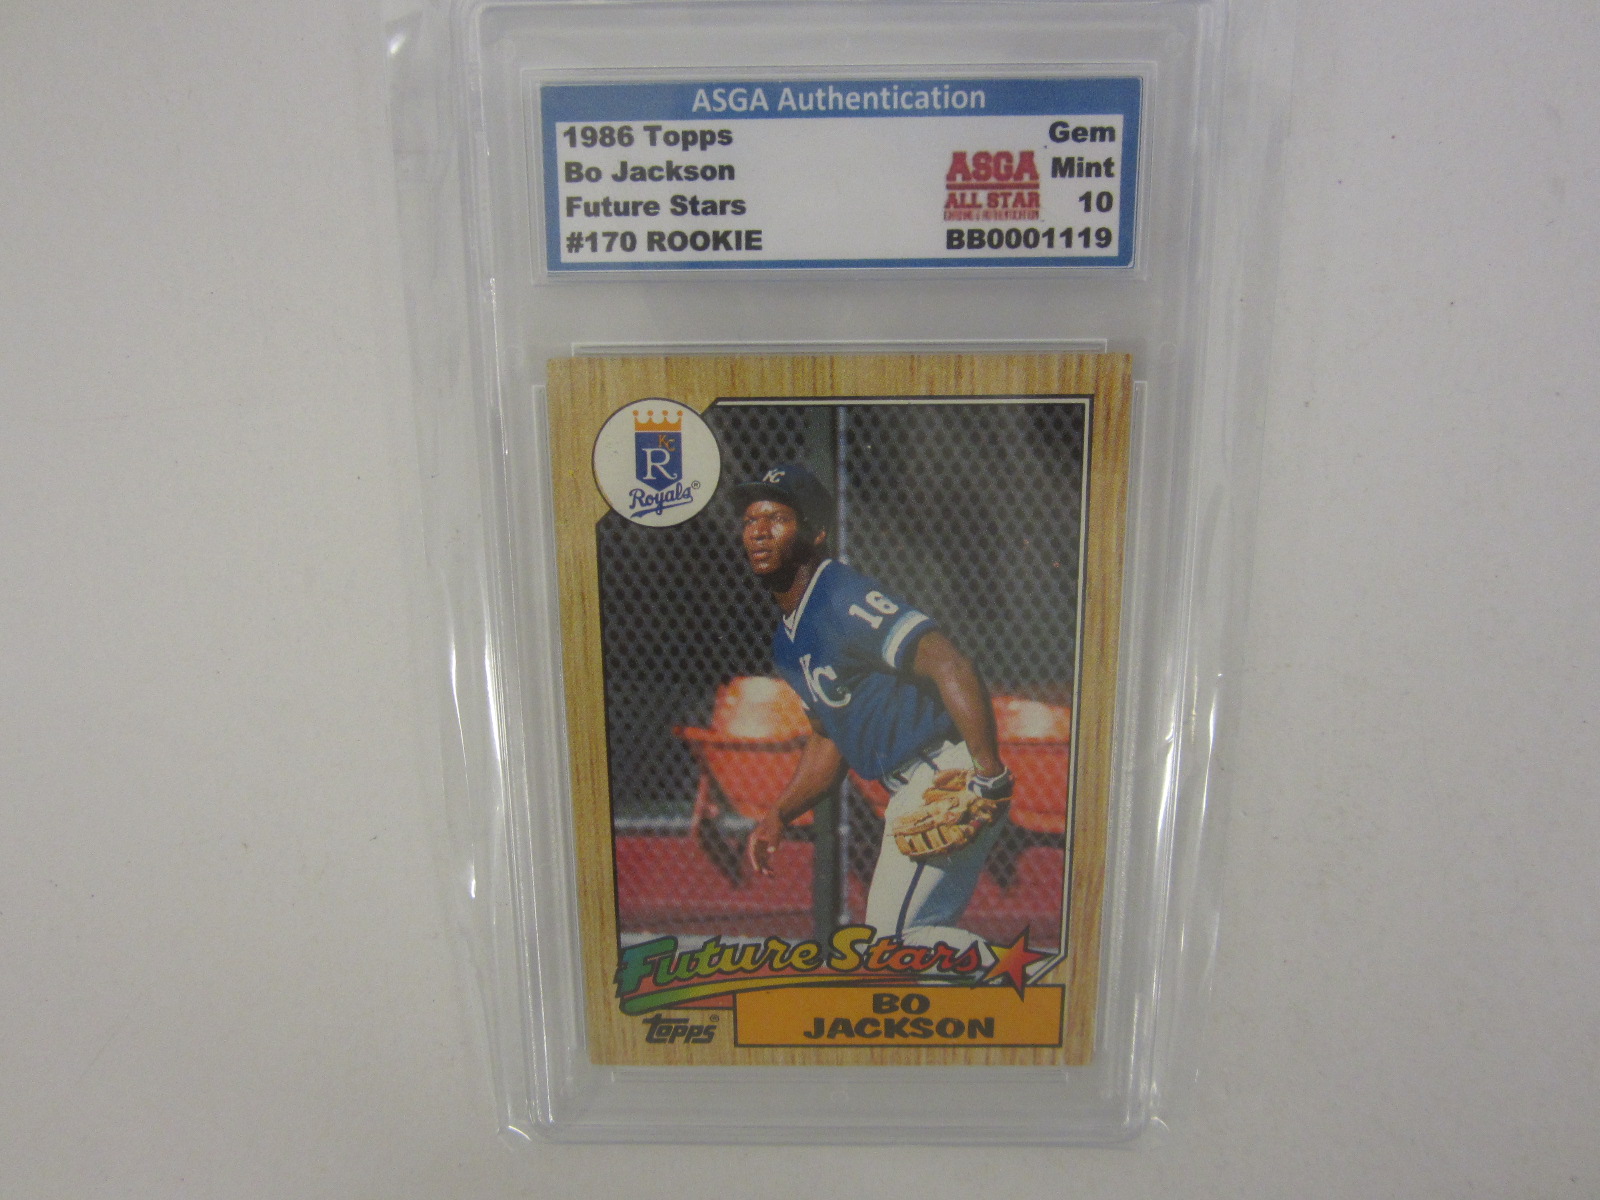 ASGA Authentication
1986 Topps
Bo Jackson
Future Stars
#170 ROOKIE
Gem
Mint
10
BB0001119
ASGA
ALL STAR
KC
R
Royals®
KC
16
KC
Future Stars
BO
JACKSON
Topps®